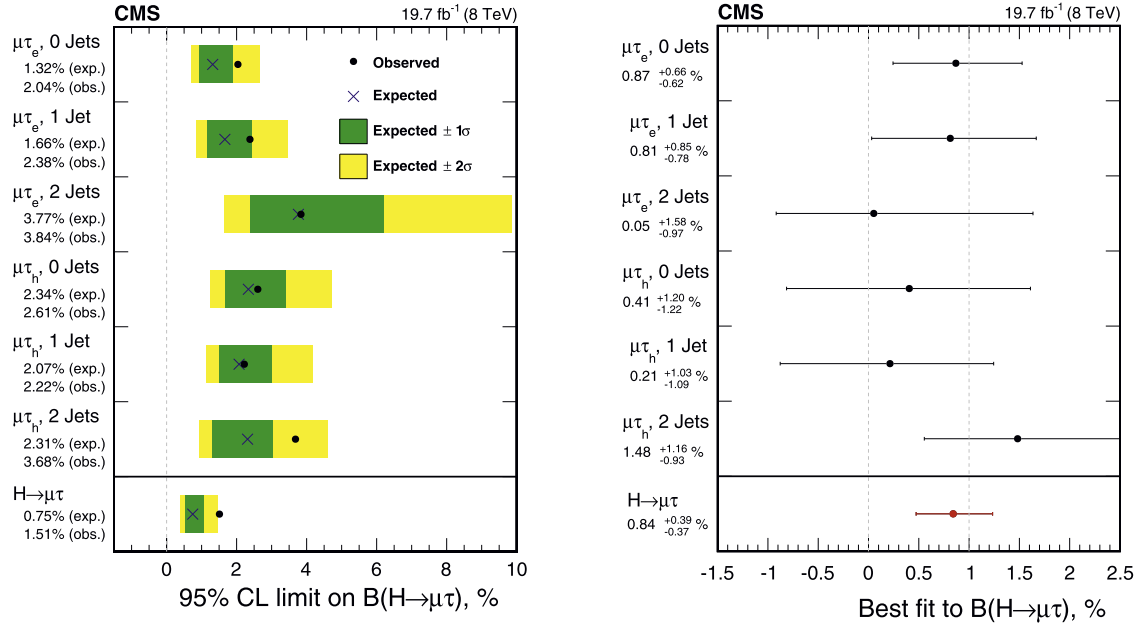 CMS 19.7 fb⁻¹ (8 TeV)
μτₑ, 0 Jets
1.32% (exp.)
2.04% (obs.)
μτₑ, 1 Jet
1.66% (exp.)
2.38% (obs.)
μτₑ, 2 Jets
3.77% (exp.)
3.84% (obs.)
μτₕ, 0 Jets
2.34% (exp.)
2.61% (obs.)
μτₕ, 1 Jet
2.07% (exp.)
2.22% (obs.)
μτₕ, 2 Jets
2.31% (exp.)
3.68% (obs.)
H→μτ
0.75% (exp.)
1.51% (obs.)
Observed
Expected
Expected ± 1σ
Expected ± 2σ
0 2 4 6 8 10
95% CL limit on B(H→μτ), %
CMS 19.7 fb⁻¹ (8 TeV)
μτₑ, 0 Jets
0.87 +0.66 -0.62 %
μτₑ, 1 Jet
0.81 +0.85 -0.78 %
μτₑ, 2 Jets
0.05 +1.58 -0.97 %
μτₕ, 0 Jets
0.41 +1.20 -1.22 %
μτₕ, 1 Jet
0.21 +1.03 -1.09 %
μτₕ, 2 Jets
1.48 +1.16 -0.93 %
H→μτ
0.84 +0.39 -0.37 %
-1.5 -1 -0.5 0 0.5 1 1.5 2 2.5
Best fit to B(H→μτ), %